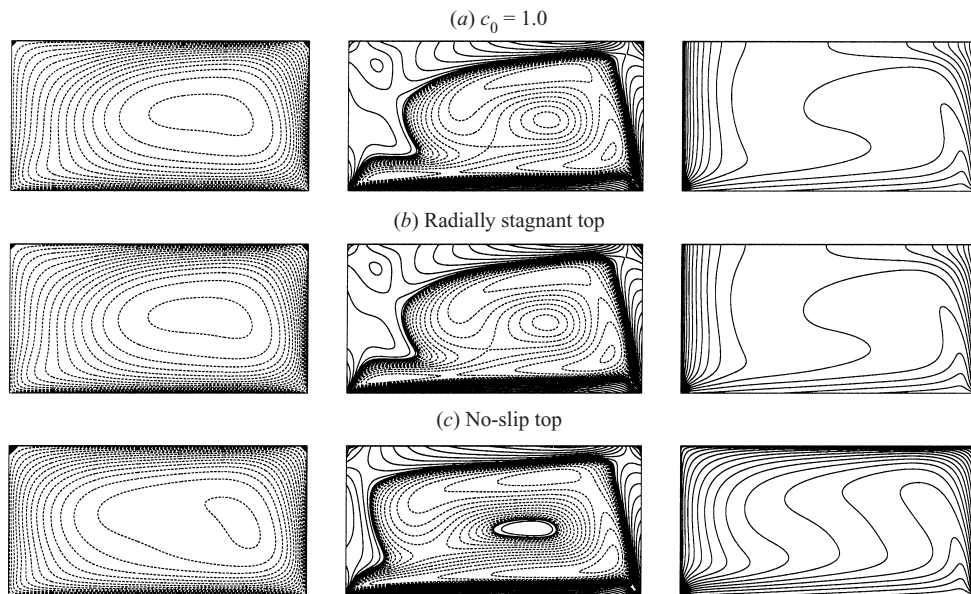 (a) c₀ = 1.0
(b) Radially stagnant top
(c) No-slip top